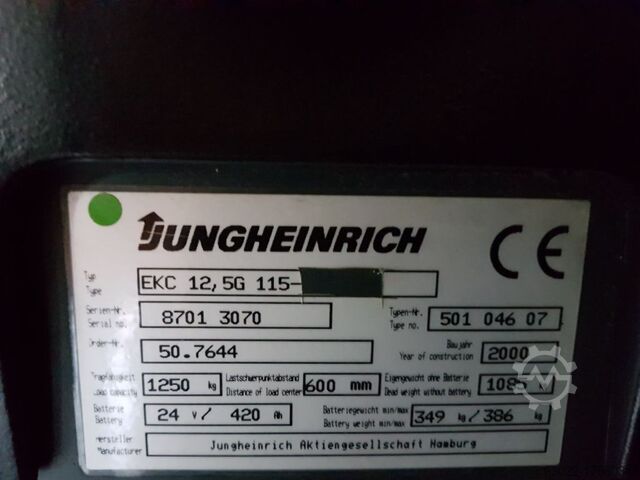 JUNGHEINRICH
CE
Typ
Type
EKC 12,5G 115-
Serien-Nr.
Serial no.
8701 3070
Typen-Nr.
Type no.
501 046 07
Order-Nr.
50.7644
Baujahr
Year of construction
2000
Tragfähigkeit
Load capacity
1250 kg
Lastschwerpunktabstand
Distance of load center
600 mm
Eigengewicht ohne Batterie
Dead weight without battery
Batterie
Battery
24 V/ 420 Ah
Batteriegewicht min/max
Battery weight min/max
349 kg/386 kg
Hersteller
Manufacturer
Jungheinrich Aktiengesellschaft Hamburg